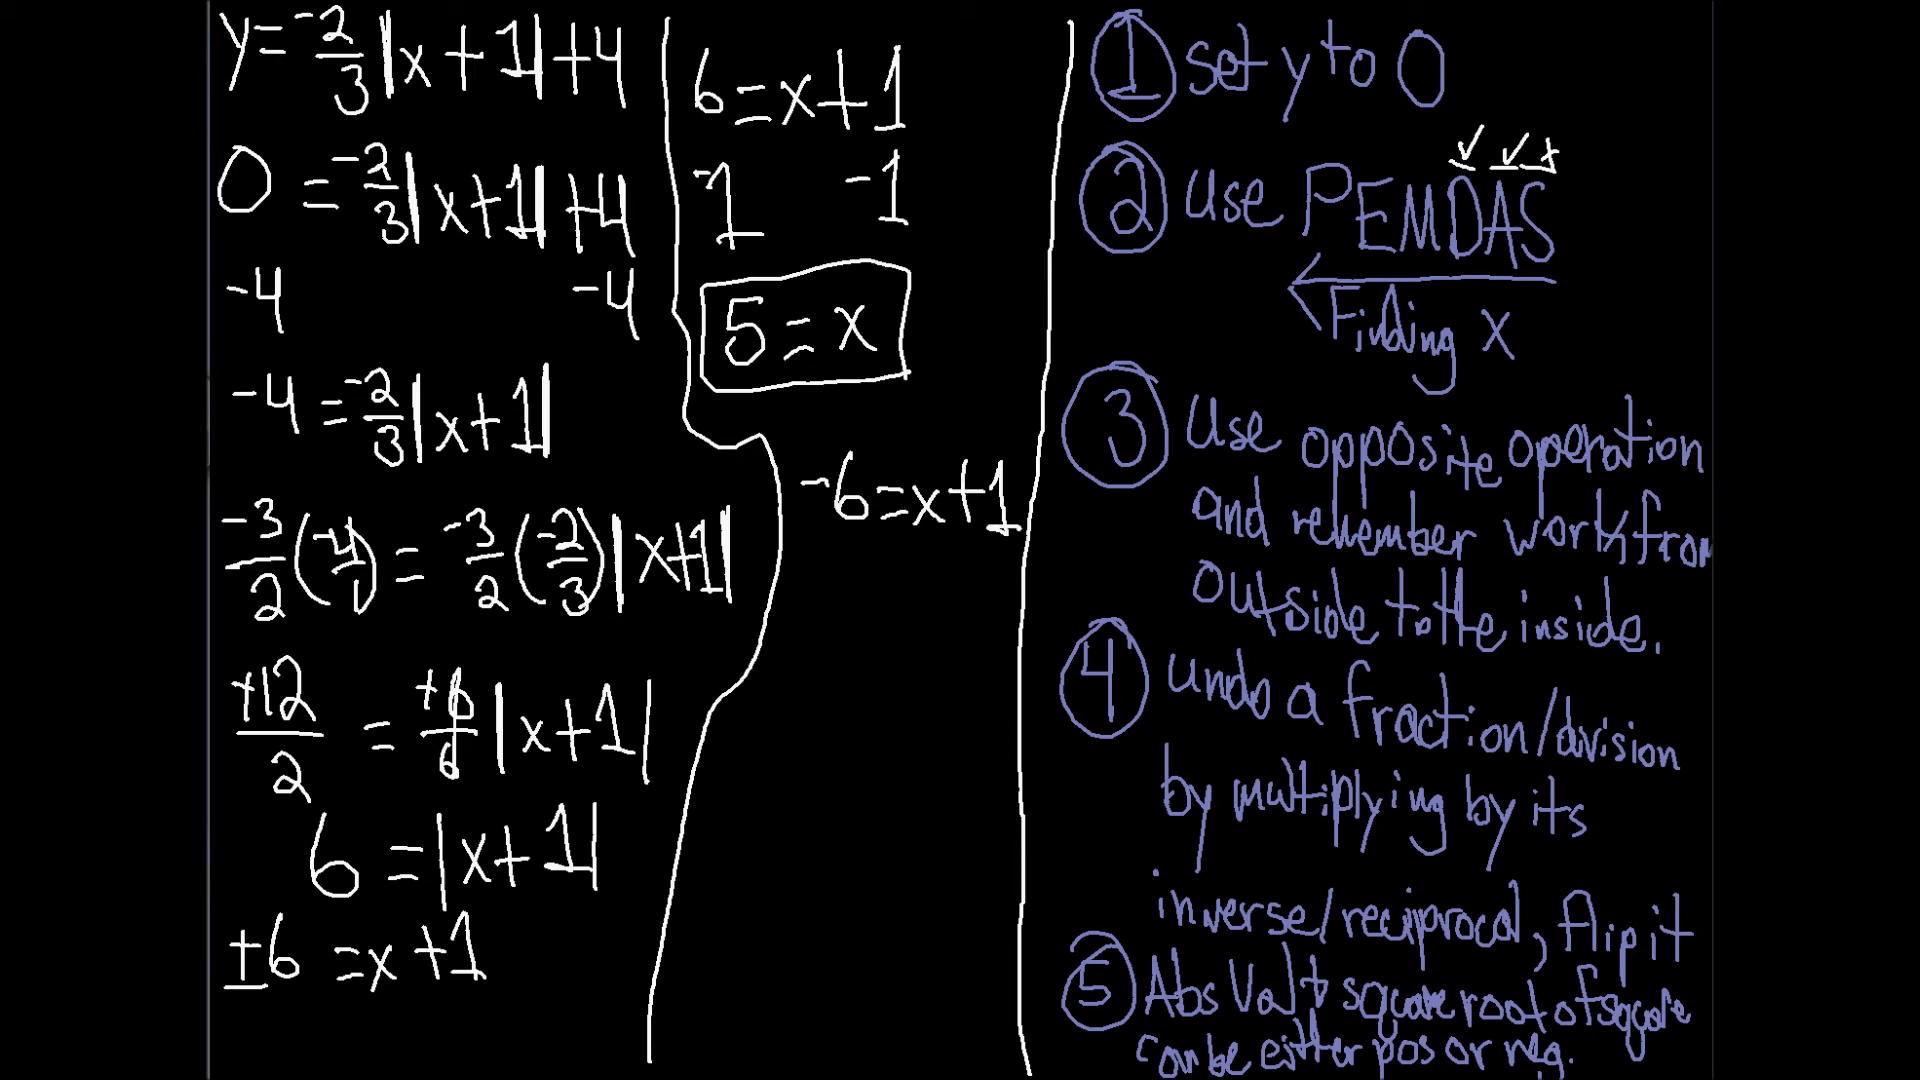 y = -2/3 |x + 1| + 4
0 = -2/3 |x + 1| + 4
-4 -4
-4 = -2/3 |x + 1|
-3/2 (-4/1) = -3/2 (-2/3) |x + 1|
+12/2 = +6/6 |x + 1|
6 = |x + 1|
±6 = x + 1
6 = x + 1
-1 -1
5 = x
-6 = x + 1
① set y to 0
② use PEMDAS
Finding x
③ Use opposite operation
and remember work from
outside to the inside.
④ undo a fraction/division
by multiplying by its
inverse/reciprocal, flip it
⑤ Abs Val + square root of square
can be either pos or neg.